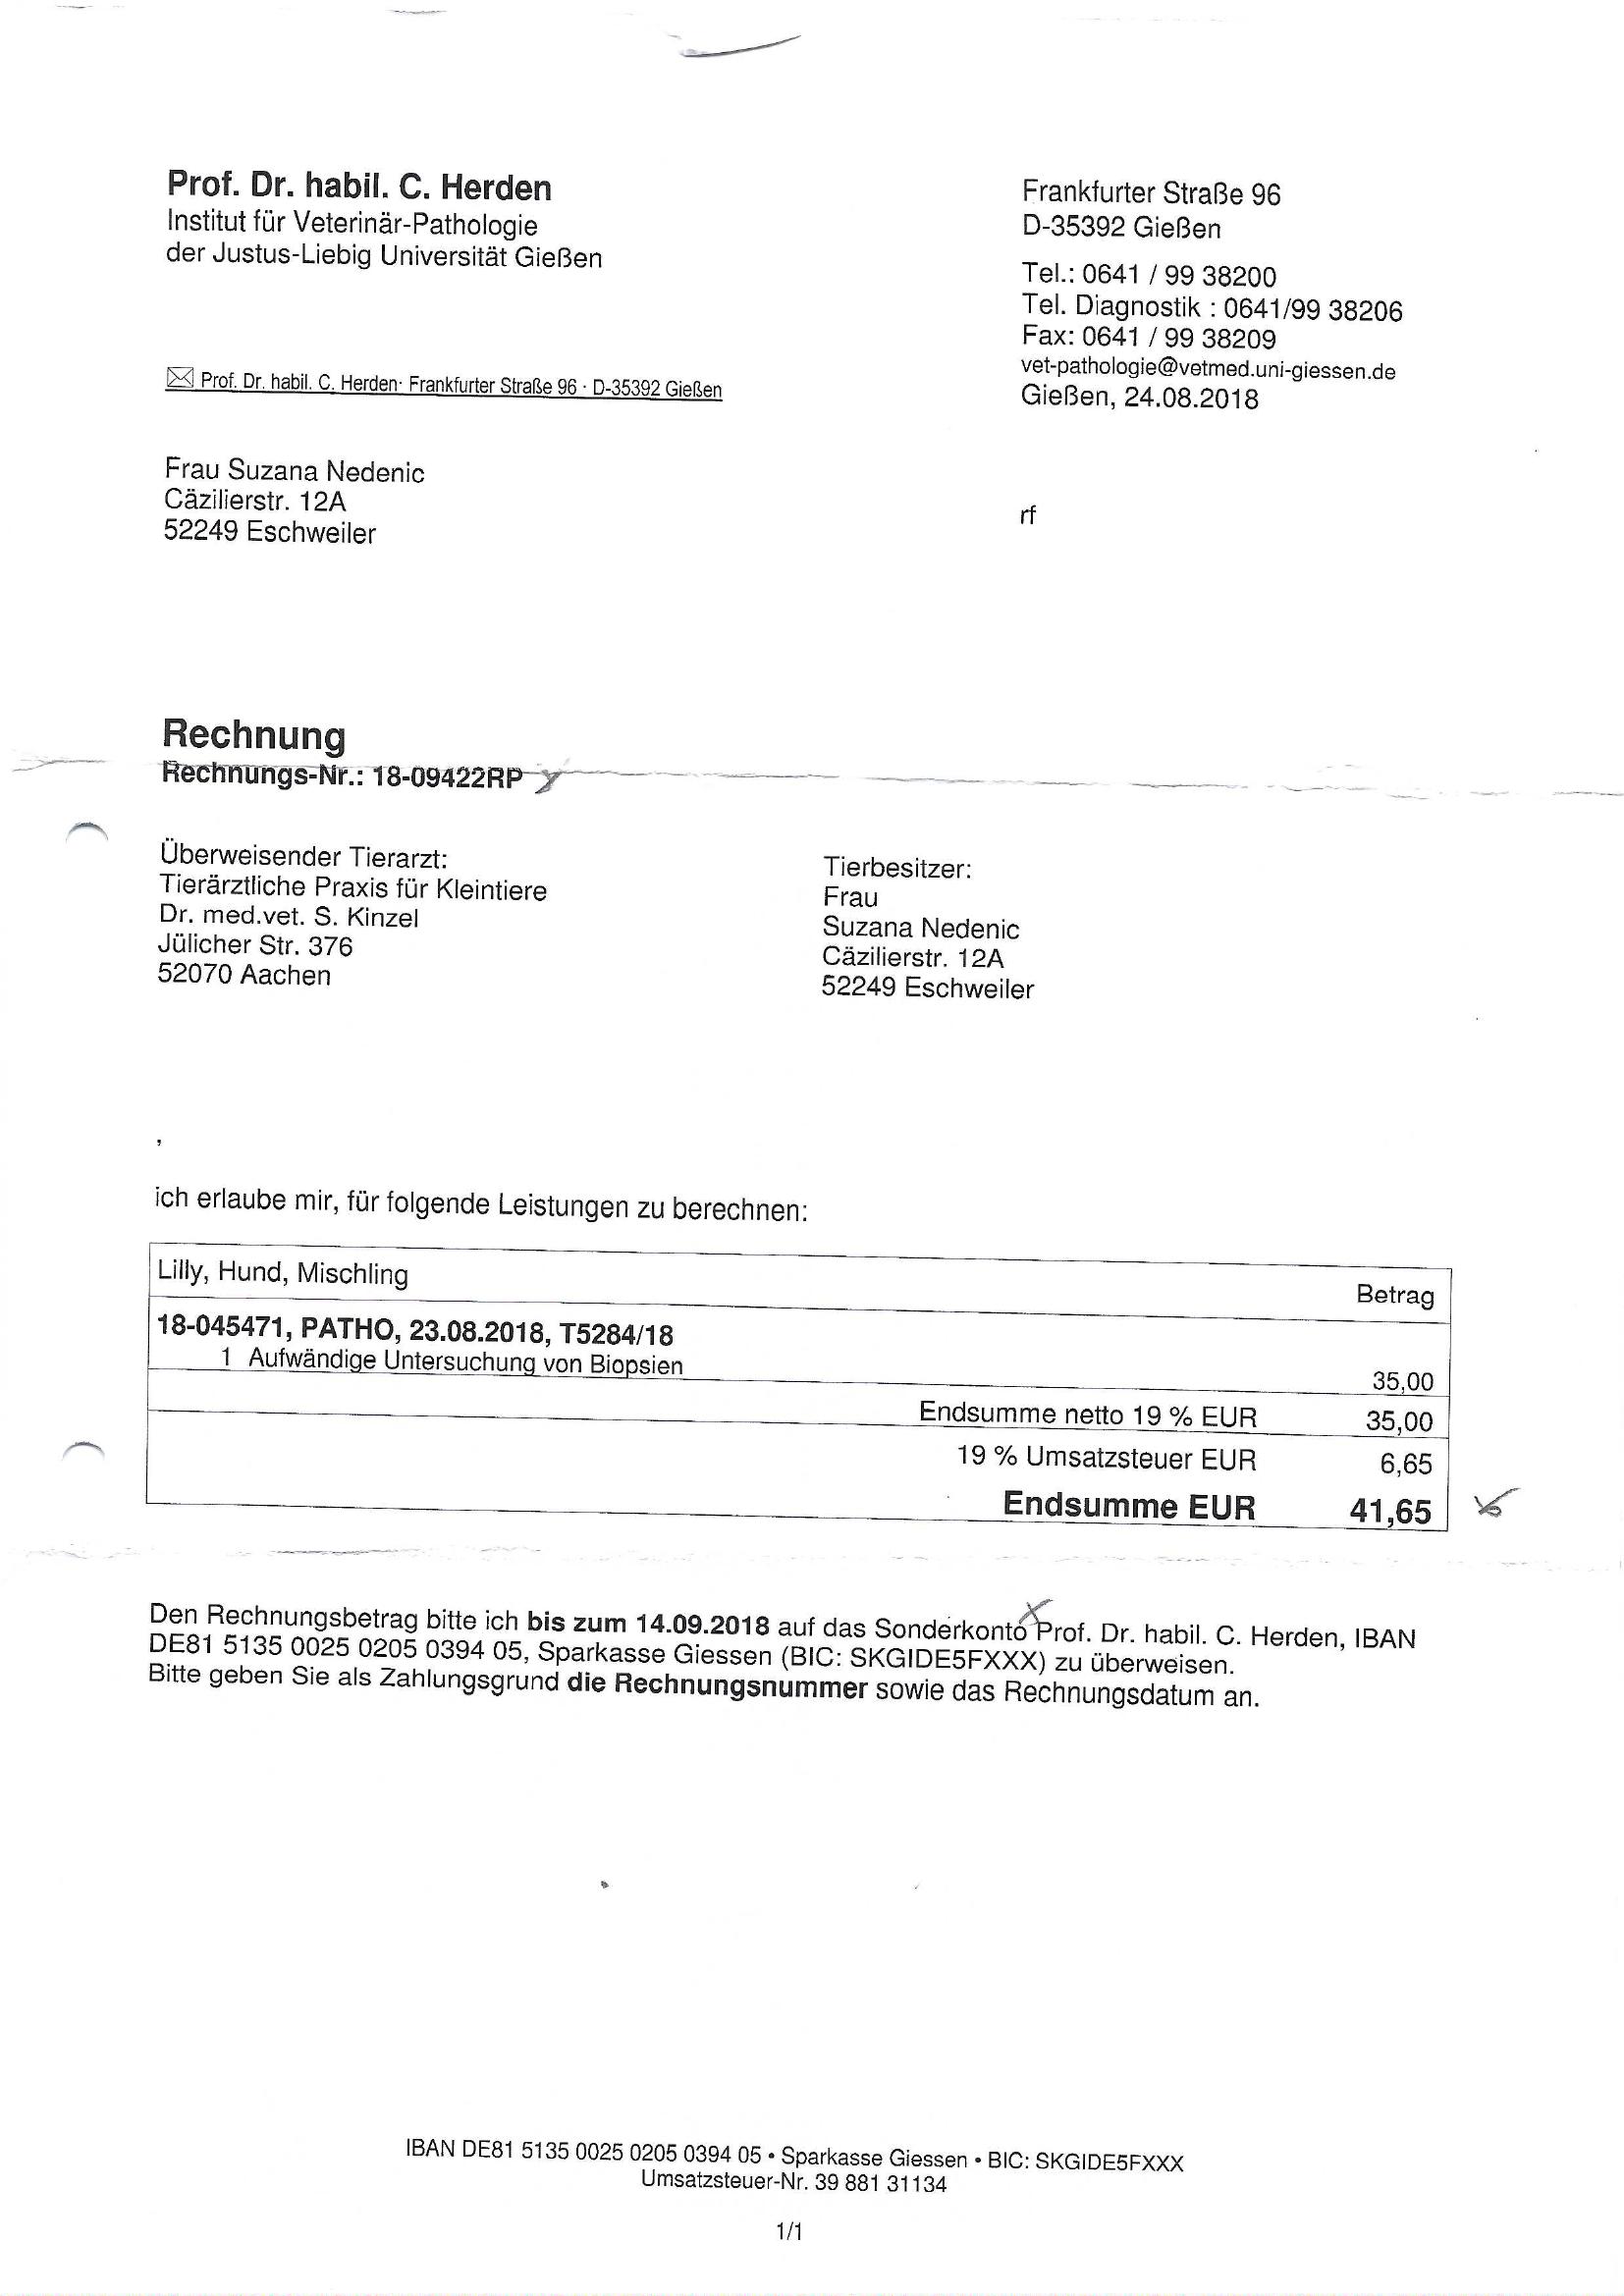 Prof. Dr. habil. C. Herden
Institut für Veterinär-Pathologie
der Justus-Liebig Universität Gießen
Frankfurter Straße 96
D-35392 Gießen
Tel.: 0641 / 99 38200
Tel. Diagnostik : 0641/99 38206
Fax: 0641 / 99 38209
vet-pathologie@vetmed.uni-giessen.de
Gießen, 24.08.2018
Prof. Dr. habil. C. Herden· Frankfurter Straße 96 · D-35392 Gießen
Frau Suzana Nedenic
Cäzilierstr. 12A
52249 Eschweiler
rf
Rechnung
Rechnungs-Nr.: 18-09422RP
Überweisender Tierarzt:
Tierärztliche Praxis für Kleintiere
Dr. med.vet. S. Kinzel
Jülicher Str. 376
52070 Aachen
Tierbesitzer:
Frau
Suzana Nedenic
Cäzilierstr. 12A
52249 Eschweiler
,
ich erlaube mir, für folgende Leistungen zu berechnen:
Lilly, Hund, Mischling Betrag
18-045471, PATHO, 23.08.2018, T5284/18
1 Aufwändige Untersuchung von Biopsien 35,00
Endsumme netto 19 % EUR 35,00
19 % Umsatzsteuer EUR 6,65
Endsumme EUR 41,65
Den Rechnungsbetrag bitte ich bis zum 14.09.2018 auf das Sonderkonto Prof. Dr. habil. C. Herden, IBAN
DE81 5135 0025 0205 0394 05, Sparkasse Giessen (BIC: SKGIDE5FXXX) zu überweisen.
Bitte geben Sie als Zahlungsgrund die Rechnungsnummer sowie das Rechnungsdatum an.
IBAN DE81 5135 0025 0205 0394 05 • Sparkasse Giessen • BIC: SKGIDE5FXXX
Umsatzsteuer-Nr. 39 881 31134
1/1